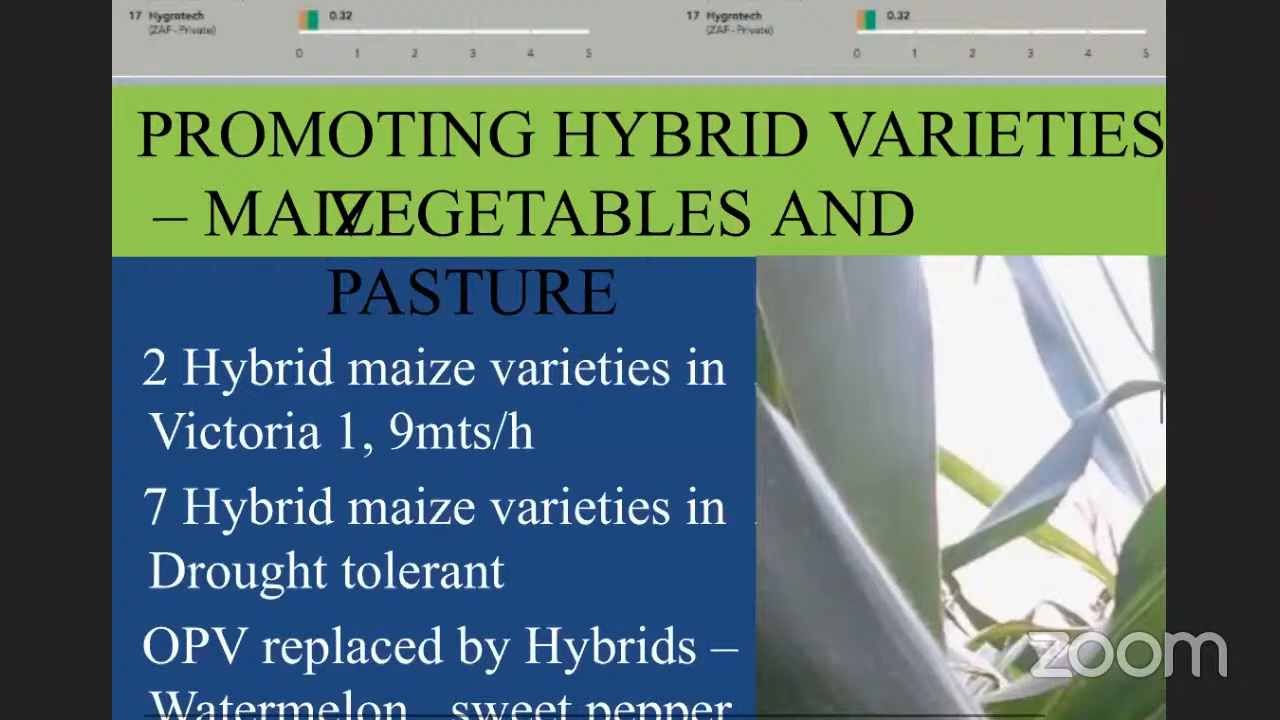 17 Hygrotech 0.32 17 Hygrotech 0.32
(ZAF-Private) (ZAF-Private)
0 1 2 3 4 5 0 1 2 3 4 5
PROMOTING HYBRID VARIETIES
– MAIZE VEGETABLES AND
PASTURE
2 Hybrid maize varieties in
Victoria 1, 9mts/h
7 Hybrid maize varieties in
Drought tolerant
OPV replaced by Hybrids –
Watermelon sweet pepper
zoom